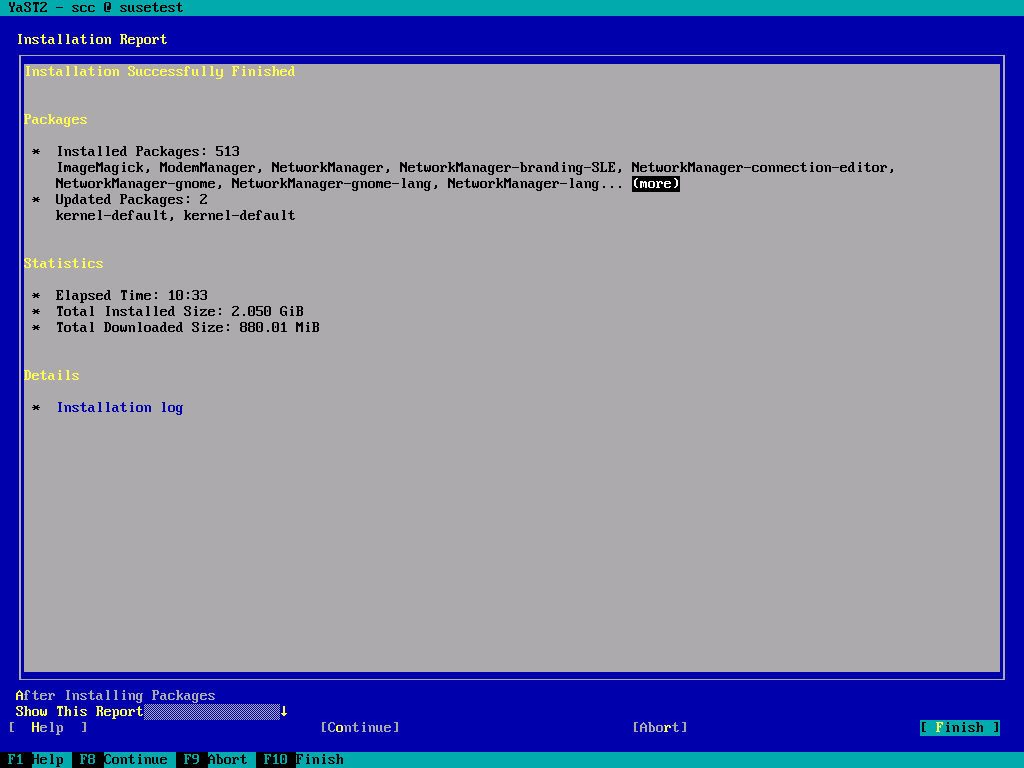 YaST2 - scc @ susetest
Installation Report
Installation Successfully Finished
Packages
* Installed Packages: 513
ImageMagick, ModemManager, NetworkManager, NetworkManager-branding-SLE, NetworkManager-connection-editor,
NetworkManager-gnome, NetworkManager-gnome-lang, NetworkManager-lang... (more)
* Updated Packages: 2
kernel-default, kernel-default
Statistics
* Elapsed Time: 10:33
* Total Installed Size: 2.050 GiB
* Total Downloaded Size: 880.01 MiB
Details
* Installation log
After Installing Packages
Show This Report↓
[ Help ] [Continue] [Abort] [ Finish ]
F1 Help F8 Continue F9 Abort F10 Finish